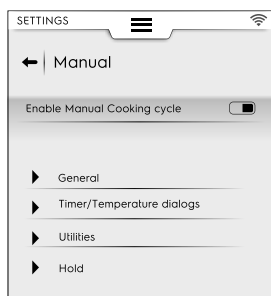 SETTINGS
Manual
Enable Manual Cooking cycle
General
Timer/Temperature dialogs
Utilities
Hold